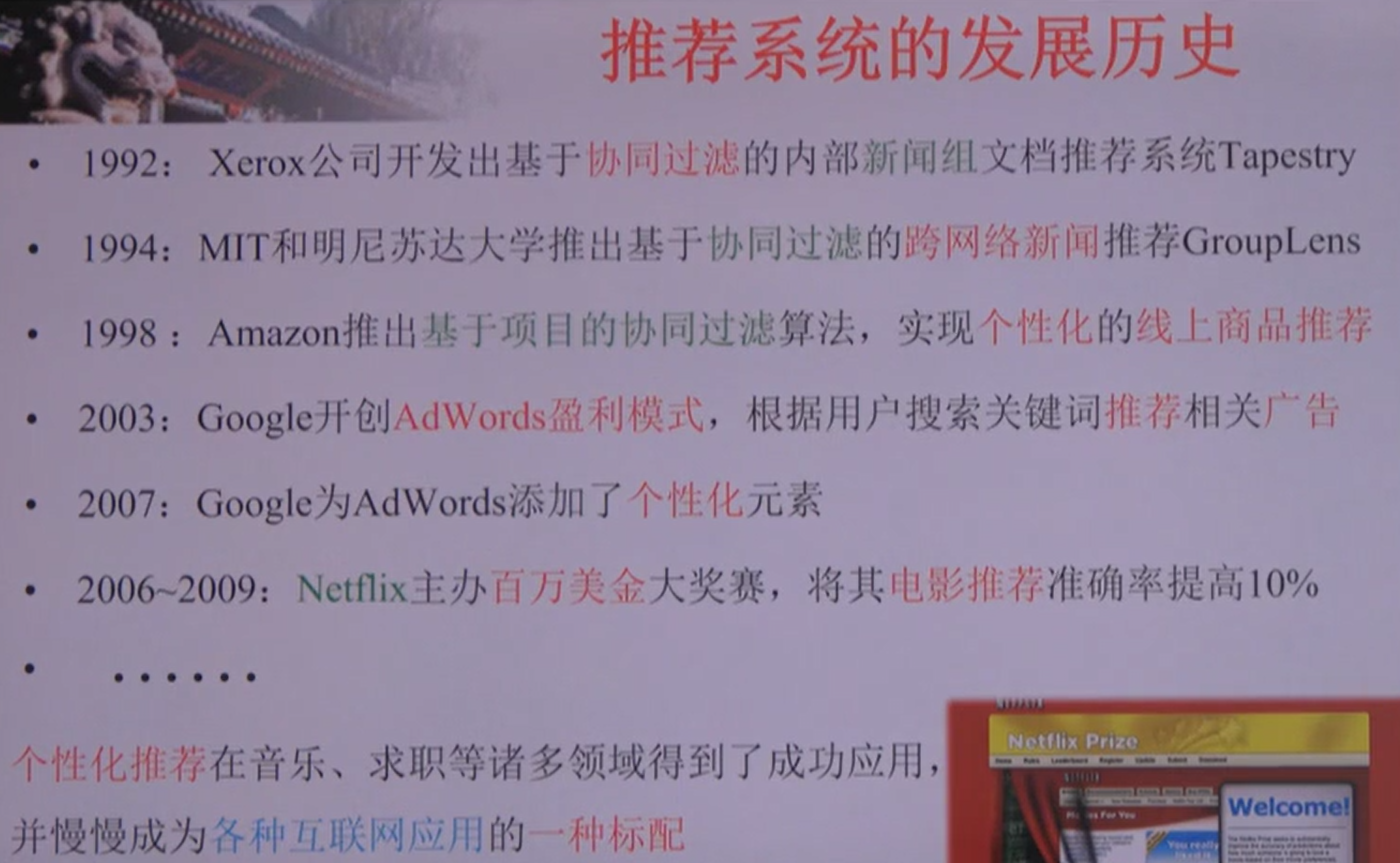 推荐系统的发展历史
• 1992： Xerox公司开发出基于协同过滤的内部新闻组文档推荐系统Tapestry
• 1994：MIT和明尼苏达大学推出基于协同过滤的跨网络新闻推荐GroupLens
• 1998 ：Amazon推出基于项目的协同过滤算法，实现个性化的线上商品推荐
• 2003：Google开创AdWords盈利模式，根据用户搜索关键词推荐相关广告
• 2007：Google为AdWords添加了个性化元素
• 2006~2009：Netflix主办百万美金大奖赛，将其电影推荐准确率提高10%
• ......
个性化推荐在音乐、求职等诸多领域得到了成功应用，
并慢慢成为各种互联网应用的一种标配
Netflix Prize
Home Rules Leaderboard Register Update Submit Download
Movies For You
Welcome!
You really